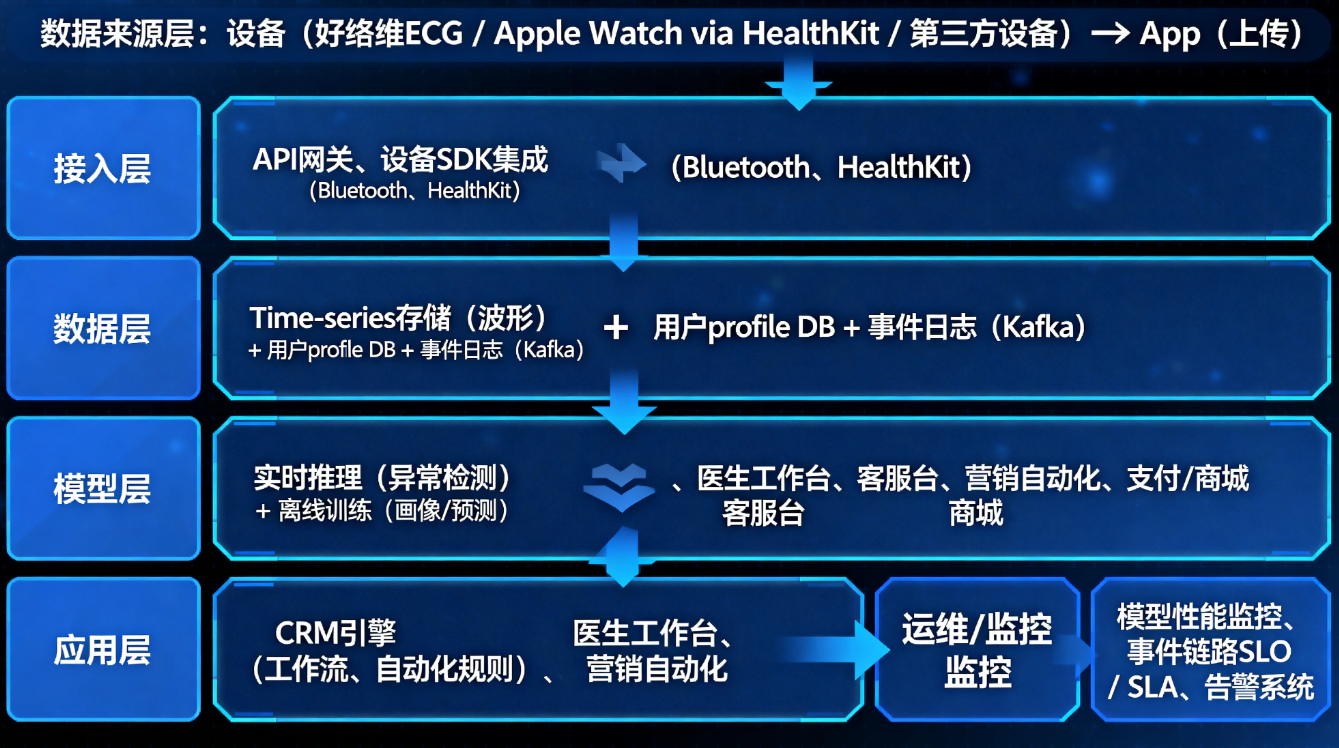 数据来源层：设备（好络维ECG / Apple Watch via HealthKit / 第三方设备）→ App（上传）
接入层
API网关、设备SDK集成
（Bluetooth、HealthKit）
（Bluetooth、HealthKit）
数据层
Time-series存储（波形）
+ 用户profle DB + 事件日志（Kafka）
+ 用户profile DB + 事件日志（Kafka）
模型层
实时推理（异常检测）
+ 离线训练（画像/预测）
、医生工作台、客服台、营销自动化、支付/商城
客服台 商城
应用层
CRM引擎
（工作流、自动化规则）、
医生工作台、
营销自动化
运维/监控
监控
模型性能监控、
事件链路SLO
/ SLA、告警系统